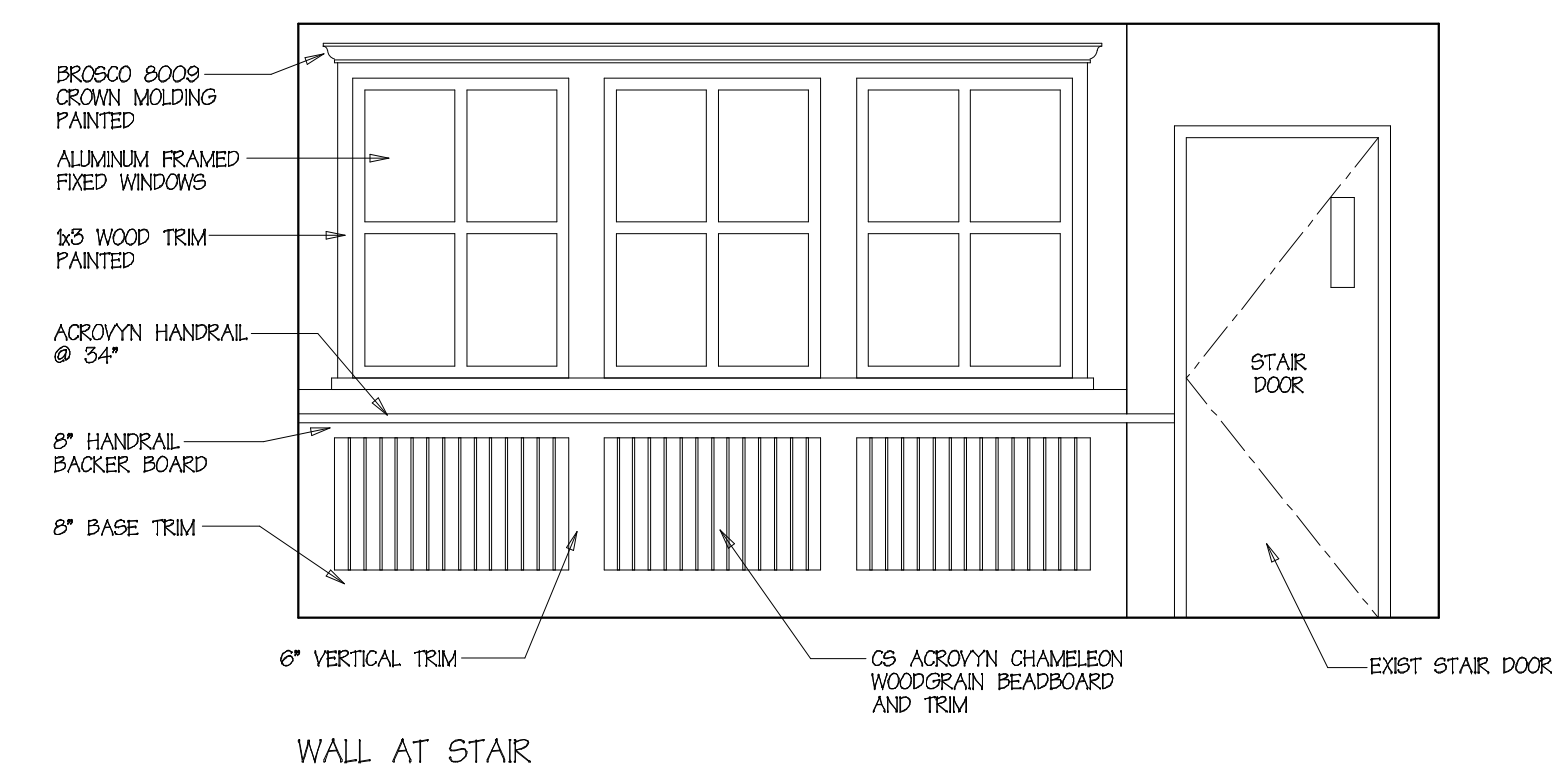 BROSCO 8009
CROWN MOLDING
PAINTED
ALUMINUM FRAMED
FIXED WINDOWS
1x3 WOOD TRIM
PAINTED
ACROVYN HANDRAIL
@ 34"
8" HANDRAIL
BACKER BOARD
8" BASE TRIM
STAIR
DOOR
6" VERTICAL TRIM
CS ACROVYN CHAMELEON
WOODGRAIN BEADBOARD
AND TRIM
EXIST STAIR DOOR
WALL AT STAIR